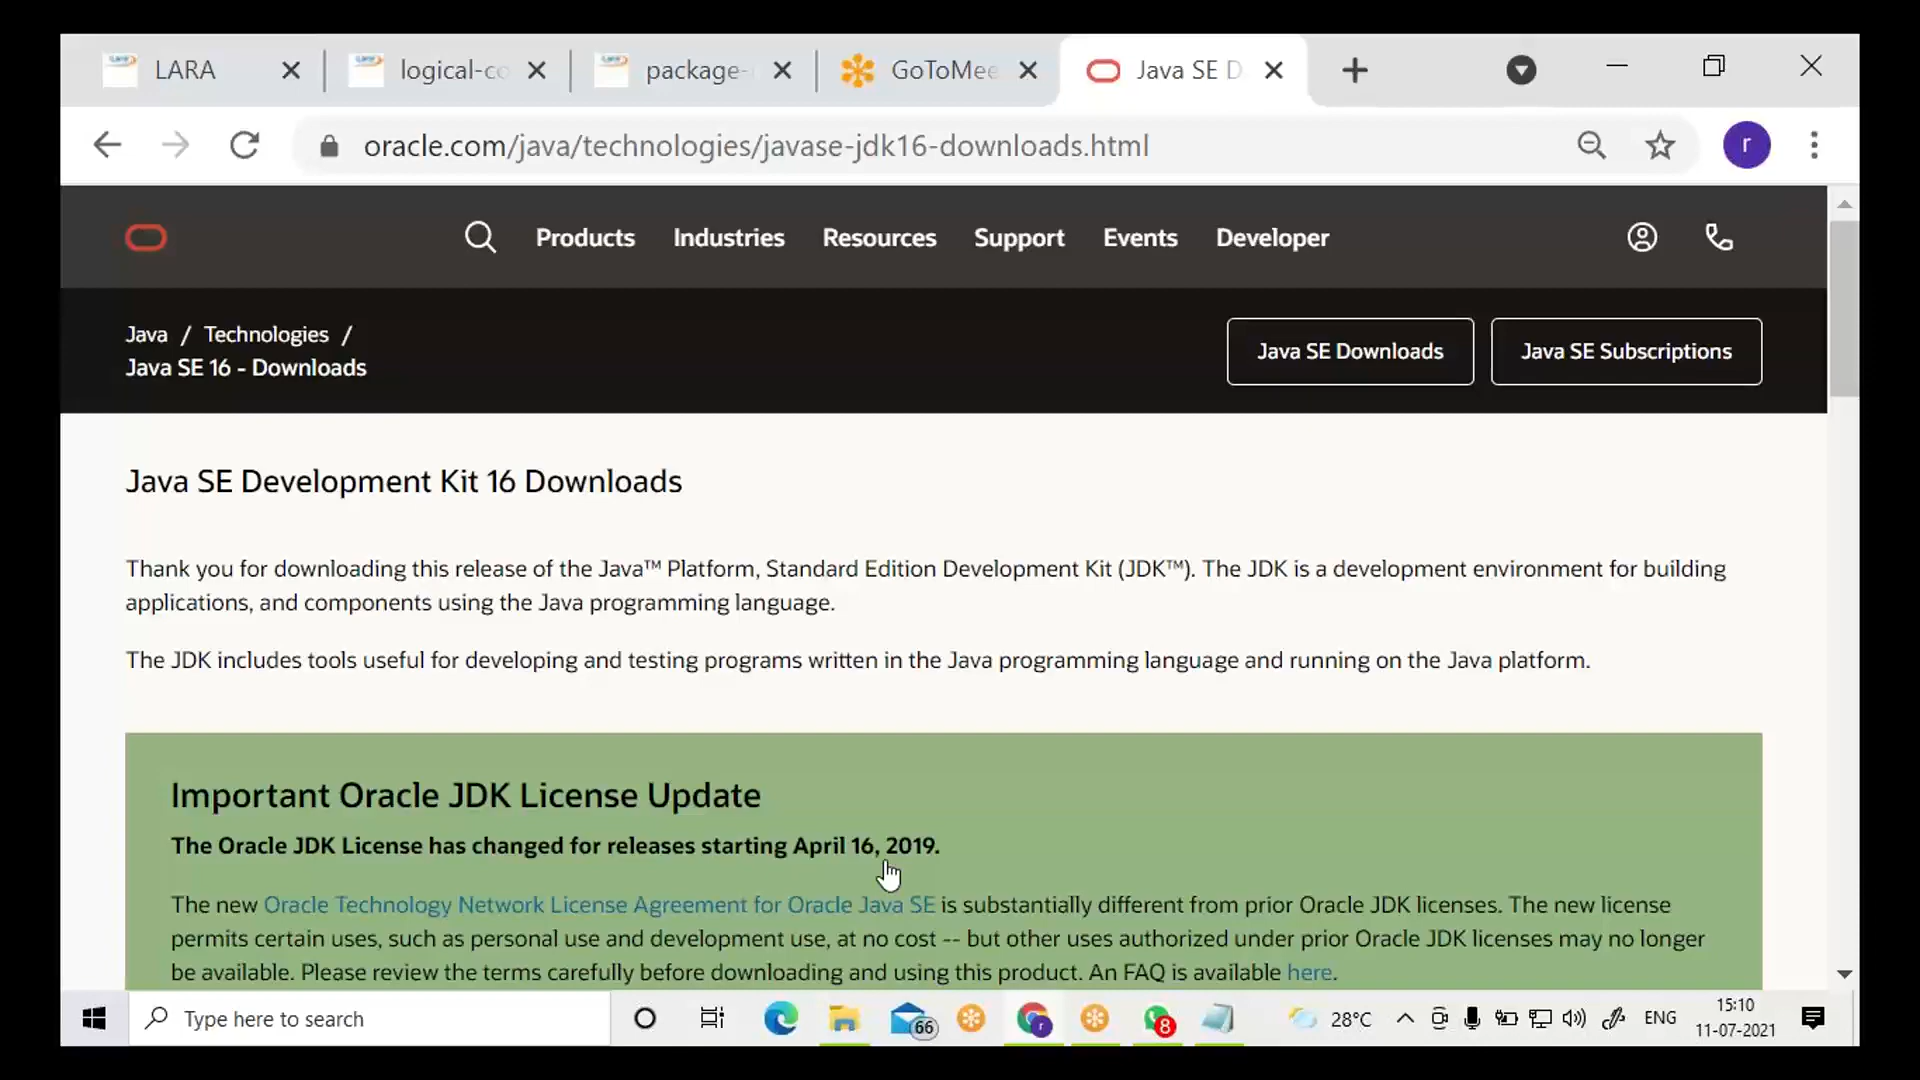 LARA
logical-co
package-
GoToMee
Java SE D
oracle.com/java/technologies/javase-jdk16-downloads.html
r
Products
Industries
Resources
Support
Events
Developer
Java / Technologies /
Java SE 16 - Downloads
Java SE Downloads
Java SE Subscriptions
Java SE Development Kit 16 Downloads
Thank you for downloading this release of the Java™ Platform, Standard Edition Development Kit (JDK™). The JDK is a development environment for building
applications, and components using the Java programming language.
The JDK includes tools useful for developing and testing programs written in the Java programming language and running on the Java platform.
Important Oracle JDK License Update
The Oracle JDK License has changed for releases starting April 16, 2019.
The new Oracle Technology Network License Agreement for Oracle Java SE is substantially different from prior Oracle JDK licenses. The new license
permits certain uses, such as personal use and development use, at no cost -- but other uses authorized under prior Oracle JDK licenses may no longer
be available. Please review the terms carefully before downloading and using this product. An FAQ is available here.
Type here to search
66
r
8
28°C
ENG
15:10
11-07-2021